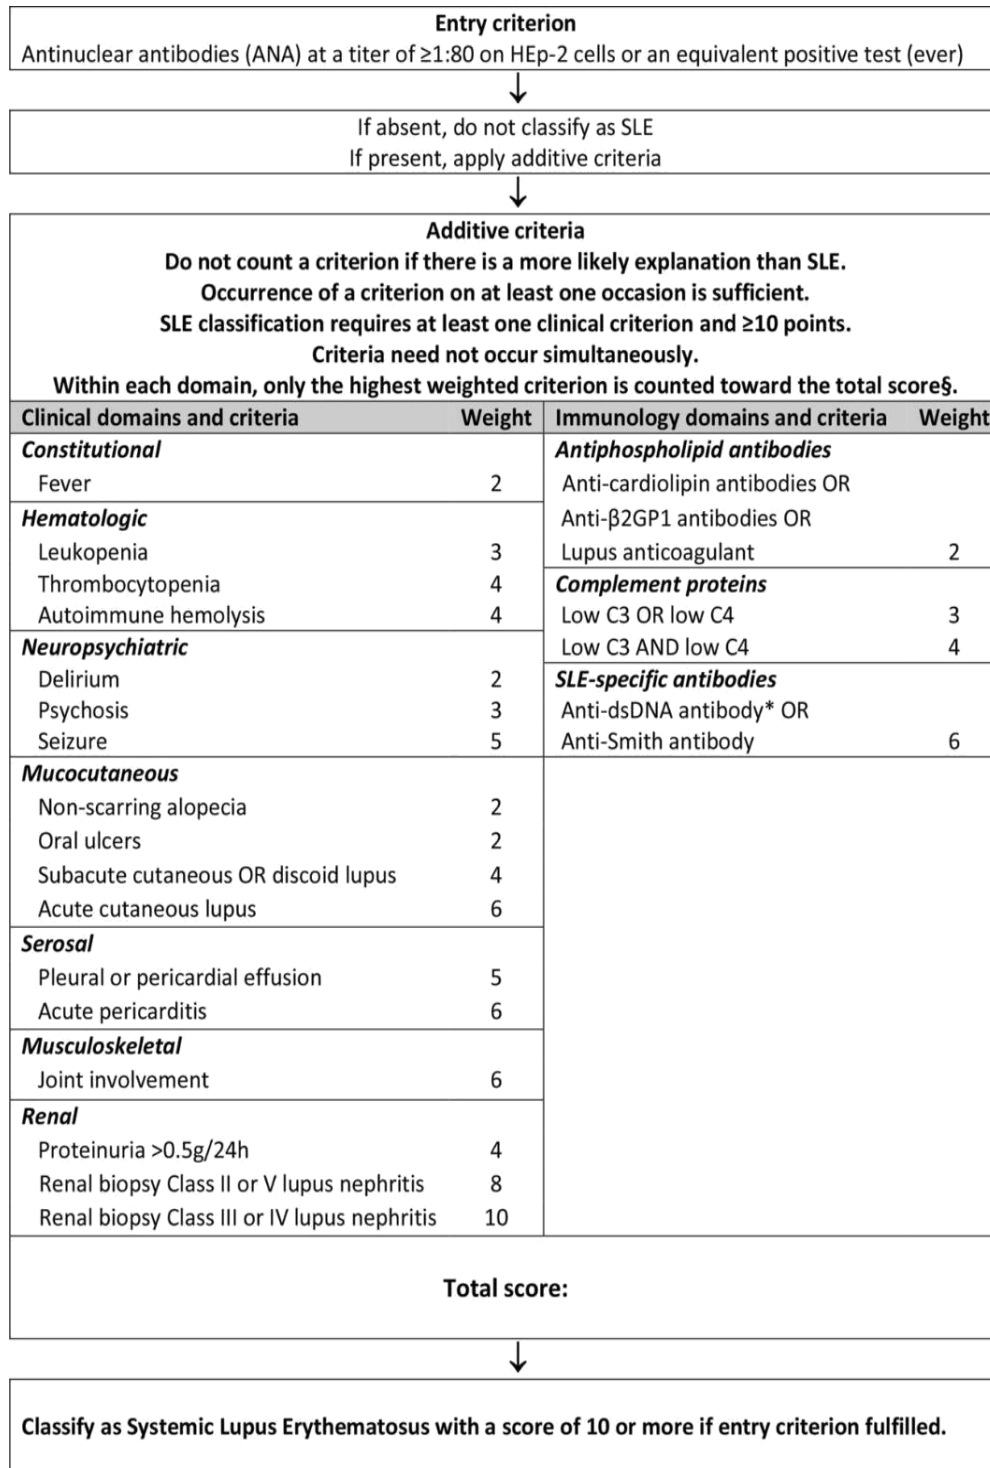 Entry criterion
Antinuclear antibodies (ANA) at a titer of ≥1:80 on HEp-2 cells or an equivalent positive test (ever)
↓
If absent, do not classify as SLE
If present, apply additive criteria
↓
Additive criteria
Do not count a criterion if there is a more likely explanation than SLE.
Occurrence of a criterion on at least one occasion is sufficient.
SLE classification requires at least one clinical criterion and ≥10 points.
Criteria need not occur simultaneously.
Within each domain, only the highest weighted criterion is counted toward the total score§.
Clinical domains and criteria Weight
Constitutional
Fever 2
Hematologic
Leukopenia 3
Thrombocytopenia 4
Autoimmune hemolysis 4
Neuropsychiatric
Delirium 2
Psychosis 3
Seizure 5
Mucocutaneous
Non-scarring alopecia 2
Oral ulcers 2
Subacute cutaneous OR discoid lupus 4
Acute cutaneous lupus 6
Serosal
Pleural or pericardial effusion 5
Acute pericarditis 6
Musculoskeletal
Joint involvement 6
Renal
Proteinuria >0.5g/24h 4
Renal biopsy Class II or V lupus nephritis 8
Renal biopsy Class III or IV lupus nephritis 10
Immunology domains and criteria Weight
Antiphospholipid antibodies
Anti-cardiolipin antibodies OR
Anti-β2GP1 antibodies OR
Lupus anticoagulant 2
Complement proteins
Low C3 OR low C4 3
Low C3 AND low C4 4
SLE-specific antibodies
Anti-dsDNA antibody* OR
Anti-Smith antibody 6
Total score:
↓
Classify as Systemic Lupus Erythematosus with a score of 10 or more if entry criterion fulfilled.